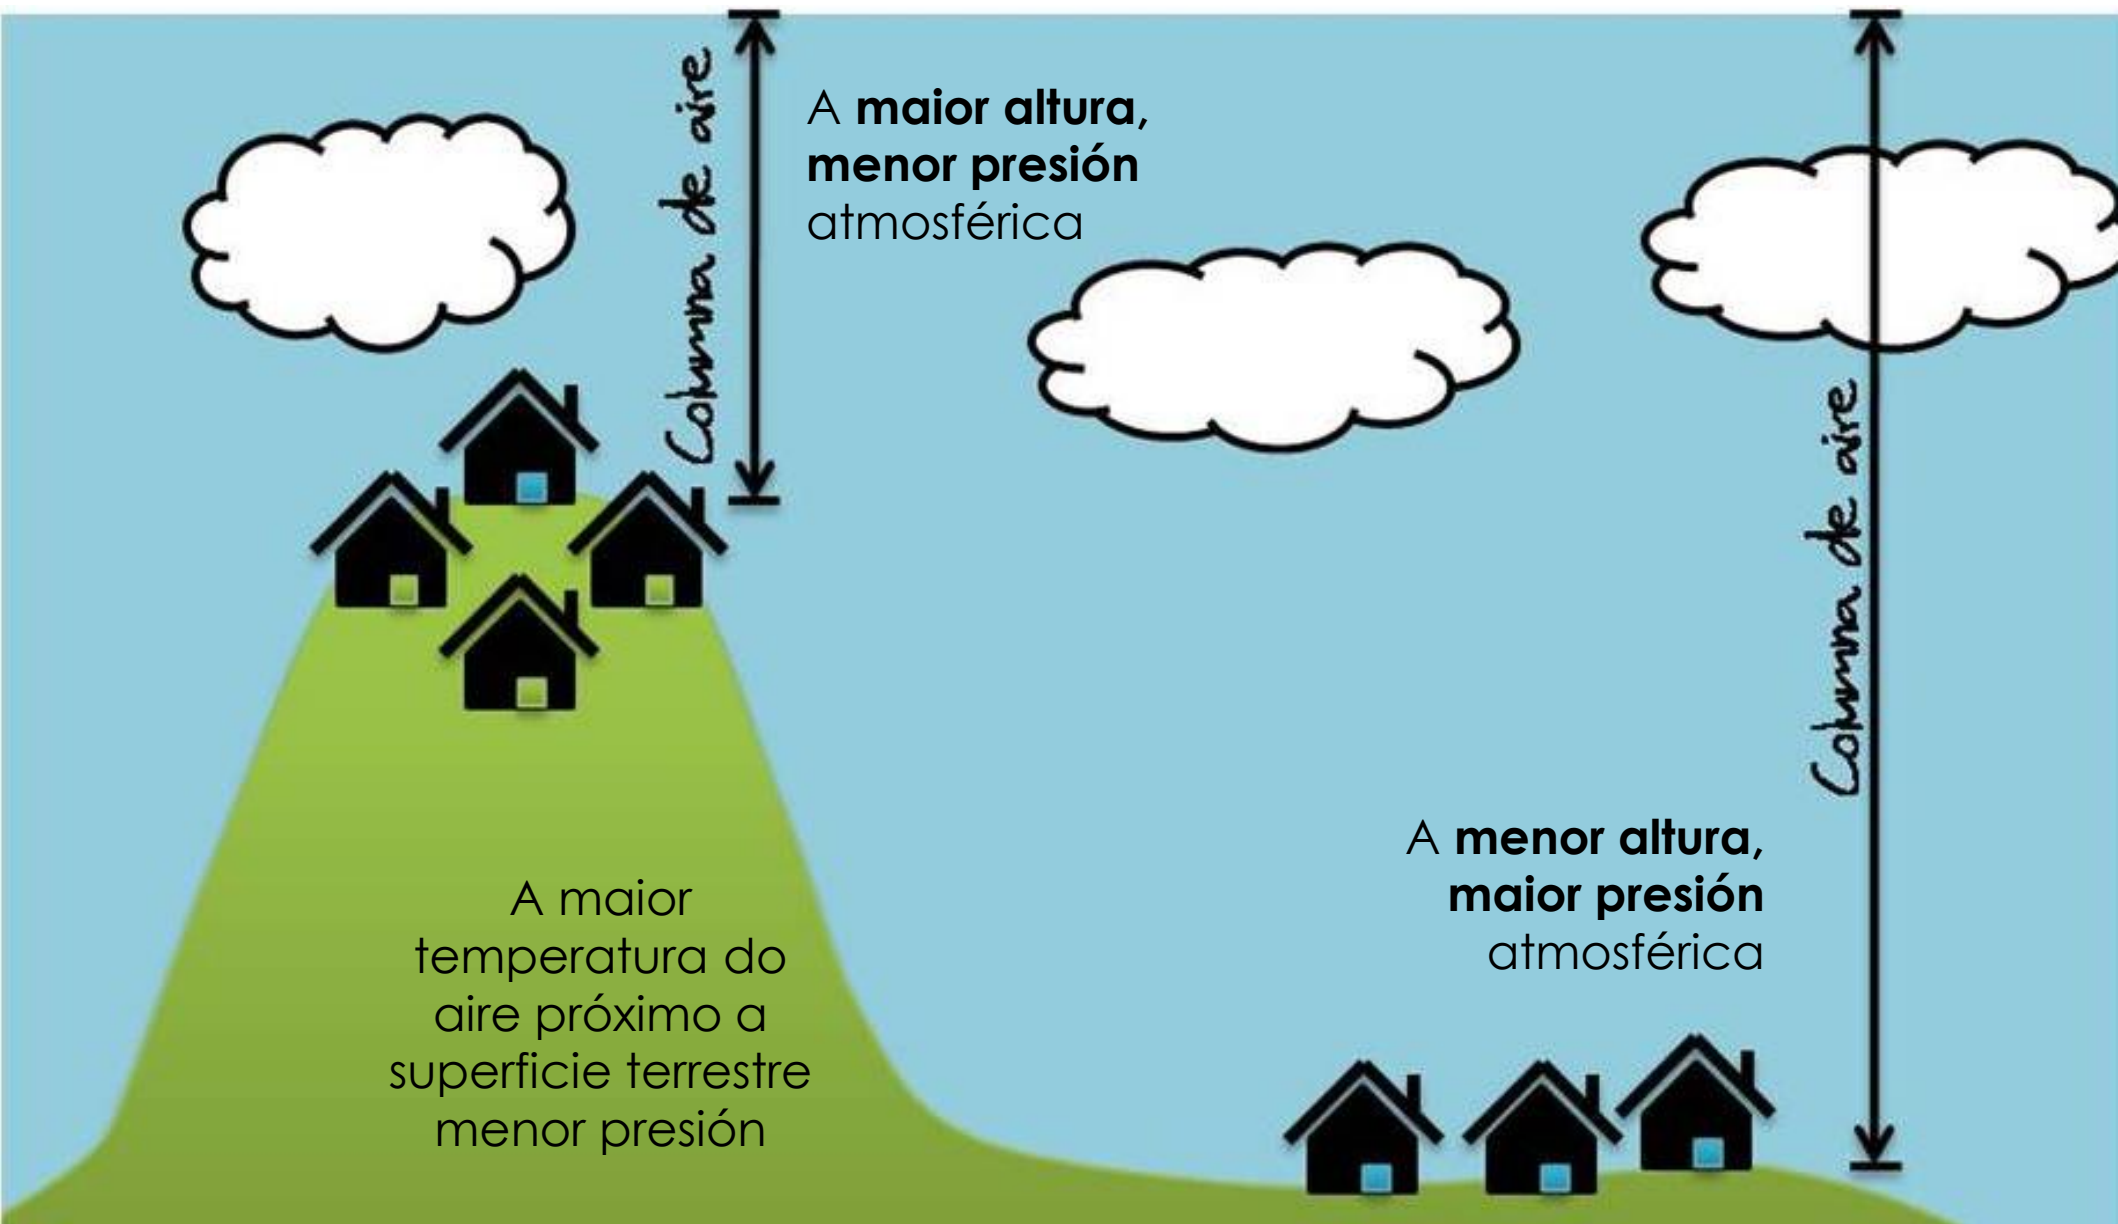 Columna de aire
A maior altura,
menor presión
atmosférica
Columna de aire
A menor altura,
maior presión
atmosférica
A maior
temperatura do
aire próximo a
superficie terrestre
menor presión